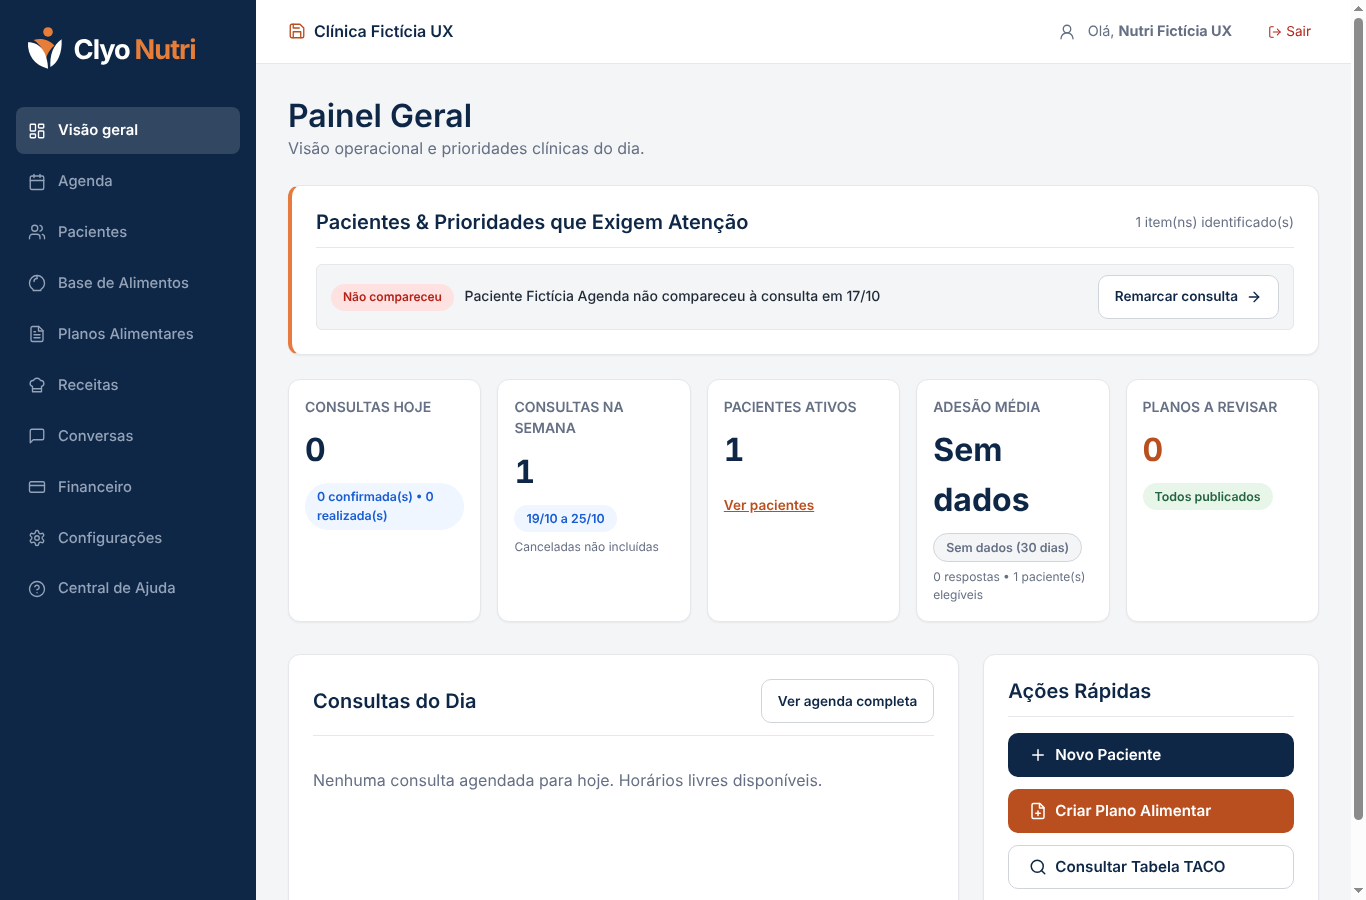 Clyo Nutri
Visão geral
Agenda
Pacientes
Base de Alimentos
Planos Alimentares
Receitas
Conversas
Financeiro
Configurações
Central de Ajuda
Clínica Fictícia UX
Olá, Nutri Fictícia UX
Sair
Painel Geral
Visão operacional e prioridades clínicas do dia.
Pacientes & Prioridades que Exigem Atenção
1 item(ns) identificado(s)
Não compareceu
Paciente Fictícia Agenda não compareceu à consulta em 17/10
Remarcar consulta
CONSULTAS HOJE
0
0 confirmada(s) • 0
realizada(s)
CONSULTAS NA
SEMANA
1
19/10 a 25/10
Canceladas não incluídas
PACIENTES ATIVOS
1
Ver pacientes
ADESÃO MÉDIA
Sem
dados
Sem dados (30 dias)
0 respostas • 1 paciente(s)
elegíveis
PLANOS A REVISAR
0
Todos publicados
Consultas do Dia
Ver agenda completa
Nenhuma consulta agendada para hoje. Horários livres disponíveis.
Ações Rápidas
Novo Paciente
Criar Plano Alimentar
Consultar Tabela TACO